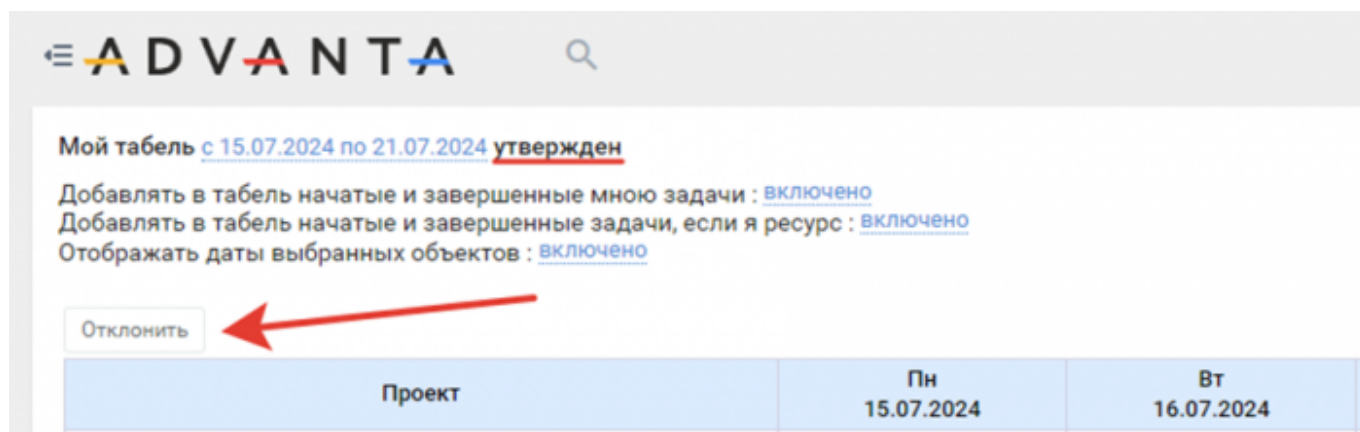 ADVANTA
Мой табель с 15.07.2024 по 21.07.2024 утвержден
Добавлять в табель начатые и завершенные мною задачи : включено
Добавлять в табель начатые и завершенные задачи, если я ресурс : включено
Отображать даты выбранных объектов : включено
Отклонить
Проект Пн Вт
15.07.2024 16.07.2024